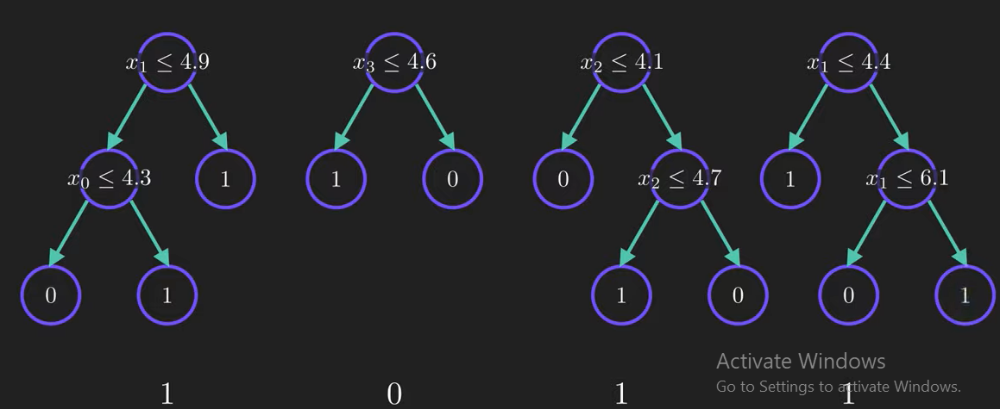 x₁ ≤ 4.9 x₃ ≤ 4.6 x₂ ≤ 4.1 x₁ ≤ 4.4
x₀ ≤ 4.3 1 1 0 0 x₂ ≤ 4.7 1 x₁ ≤ 6.1
0 1 1 0 0 1
Activate Windows
Go to Settings to activate Windows.
1 0 1 1